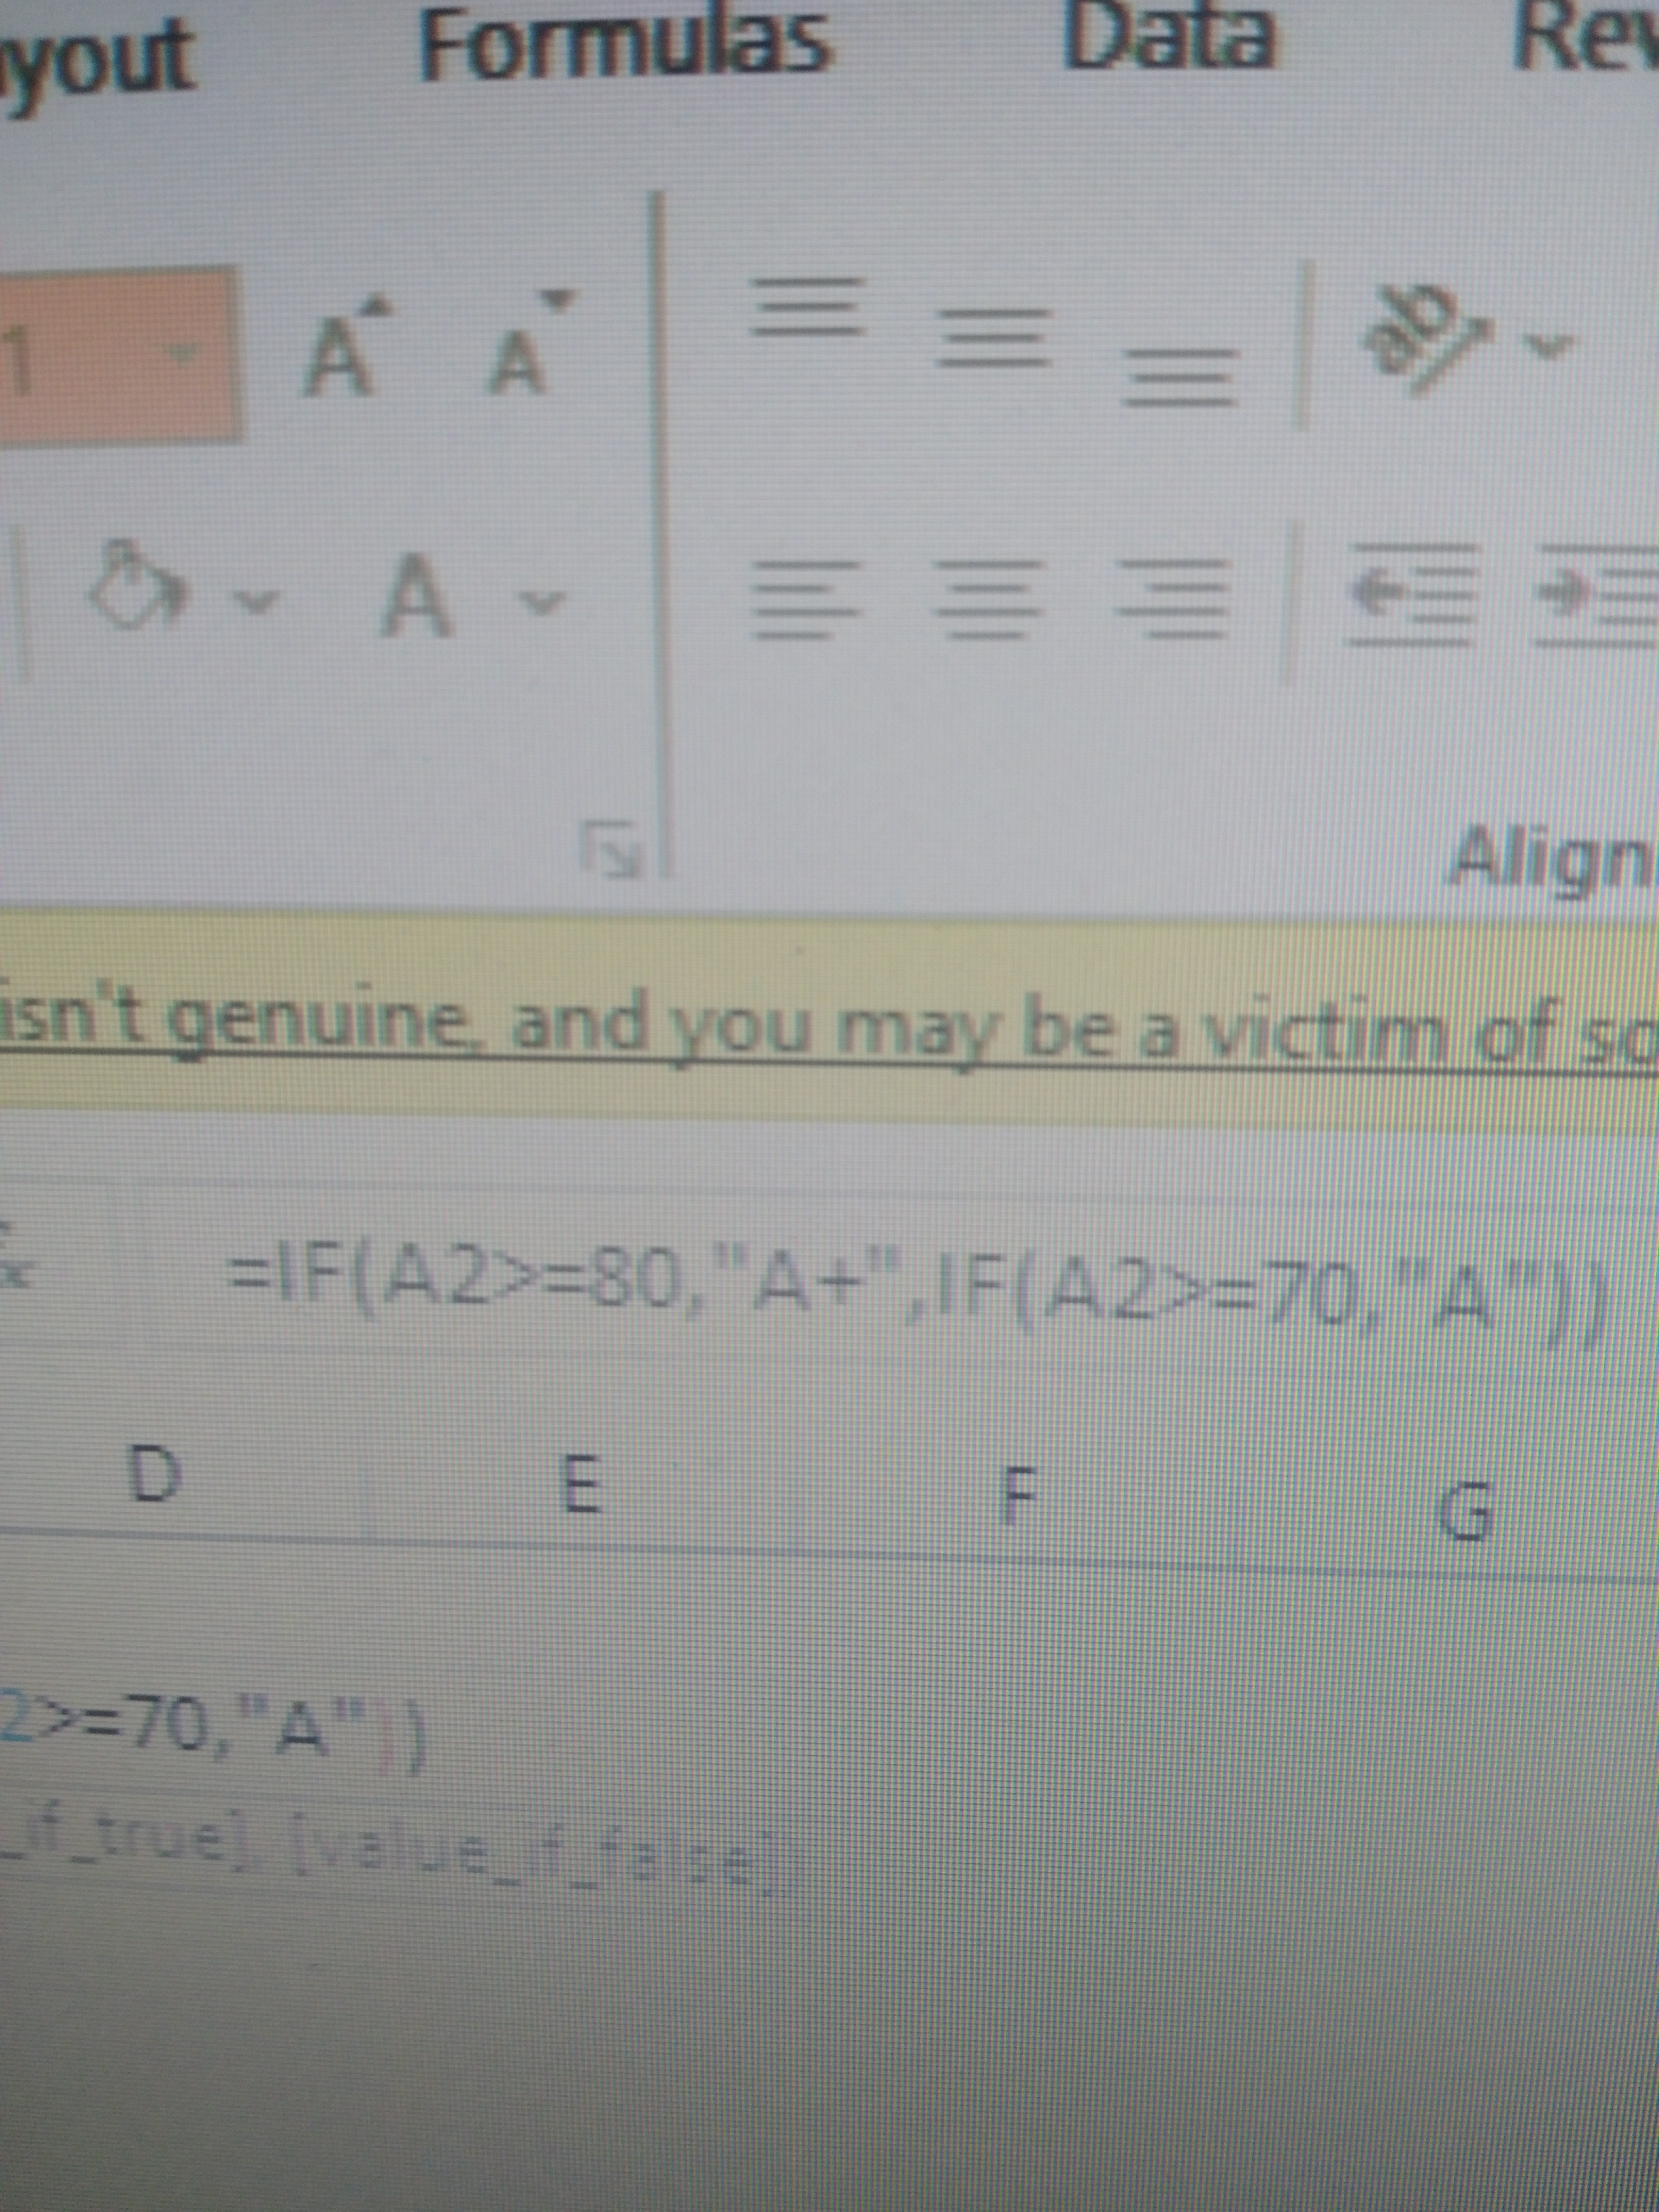 yout Formulas Data Rev
1 A A ab
A
Align
isn't genuine, and you may be a victim of so
=IF(A2>=80,"A+",IF(A2>=70,"A"))
D E F G
2>=70,"A"))
_if_true], [value_if_false])